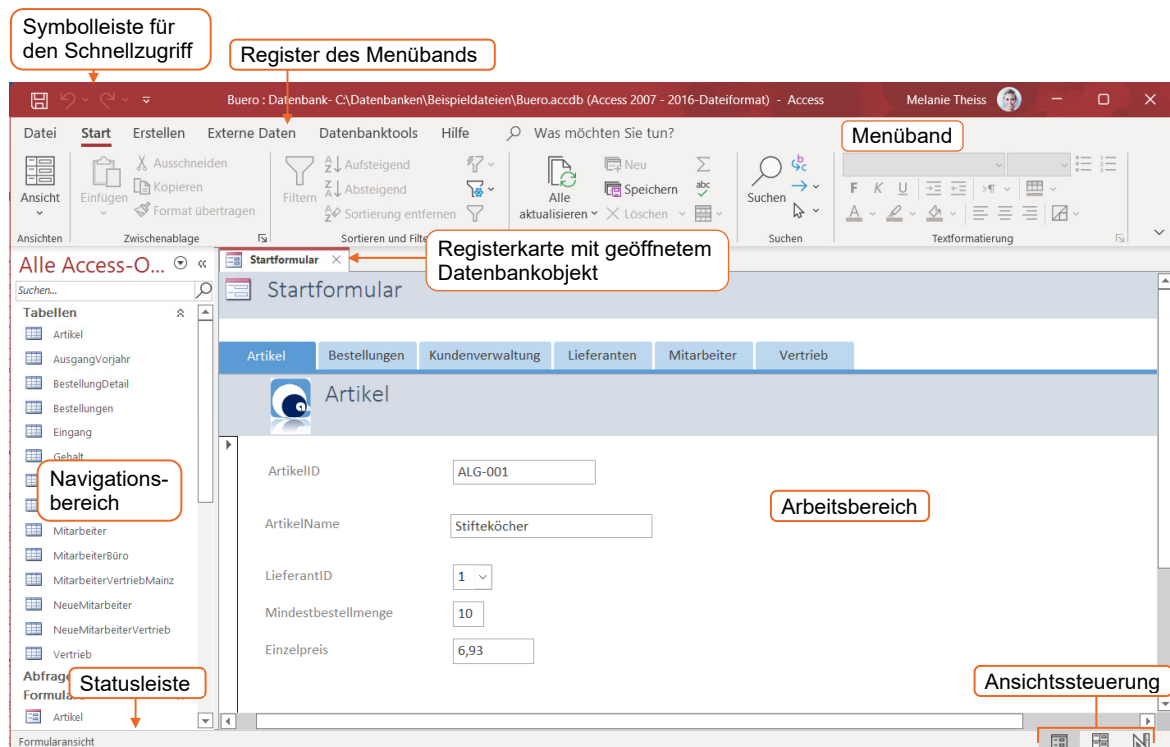 Symbolleiste für
den Schnellzugriff
Register des Menübands
Buero : Datenbank- C:\Datenbanken\Beispieldateien\Buero.accdb (Access 2007 - 2016-Dateiformat) - Access
Melanie Theiss
Datei Start Erstellen Externe Daten Datenbanktools Hilfe Was möchten Sie tun?
Menüband
Ansicht
Einfügen
Ausschneiden
Kopieren
Format übertragen
Filtern
Aufsteigend
Absteigend
Sortierung entfernen
Alle
aktualisieren
Neu
Speichern
Löschen
Suchen
F K U
Ansichten
Zwischenablage
Sortieren und
Suchen
Textformatierung
Registerkarte mit geöffnetem
Datenbankobjekt
Alle Access-O...
Suchen...
Tabellen
Artikel
AusgangVorjahr
BestellungDetail
Bestellungen
Eingang
Gehalt
Navigations-
bereich
Mitarbeiter
MitarbeiterBüro
MitarbeiterVertriebMainz
NeueMitarbeiter
NeueMitarbeiterVertrieb
Vertrieb
Statusleiste
Artikel
Startformular
Startformular
Artikel Bestellungen Kundenverwaltung Lieferanten Mitarbeiter Vertrieb
Artikel
ArtikelID ALG-001
Arbeitsbereich
ArtikelName Stifteköcher
LieferantID 1
Mindestbestellmenge 10
Einzelpreis 6,93
Ansichtssteuerung
Formularansicht